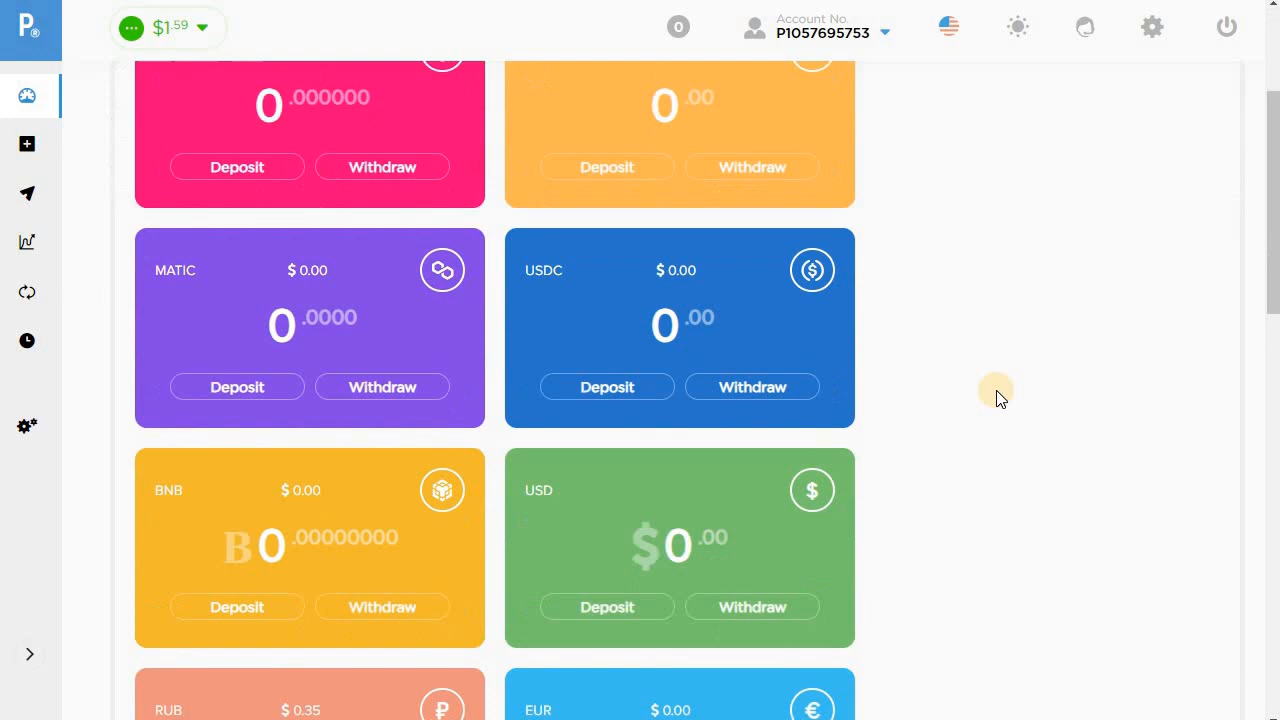 P®
$1.59
0
Account No.
P1057695753
0.000000
Deposit
Withdraw
0.00
Deposit
Withdraw
MATIC
$ 0.00
0.0000
Deposit
Withdraw
USDC
$ 0.00
0.00
Deposit
Withdraw
BNB
$ 0.00
B0.00000000
Deposit
Withdraw
USD
$0.00
Deposit
Withdraw
RUB
$ 0.35
EUR
$ 0.00